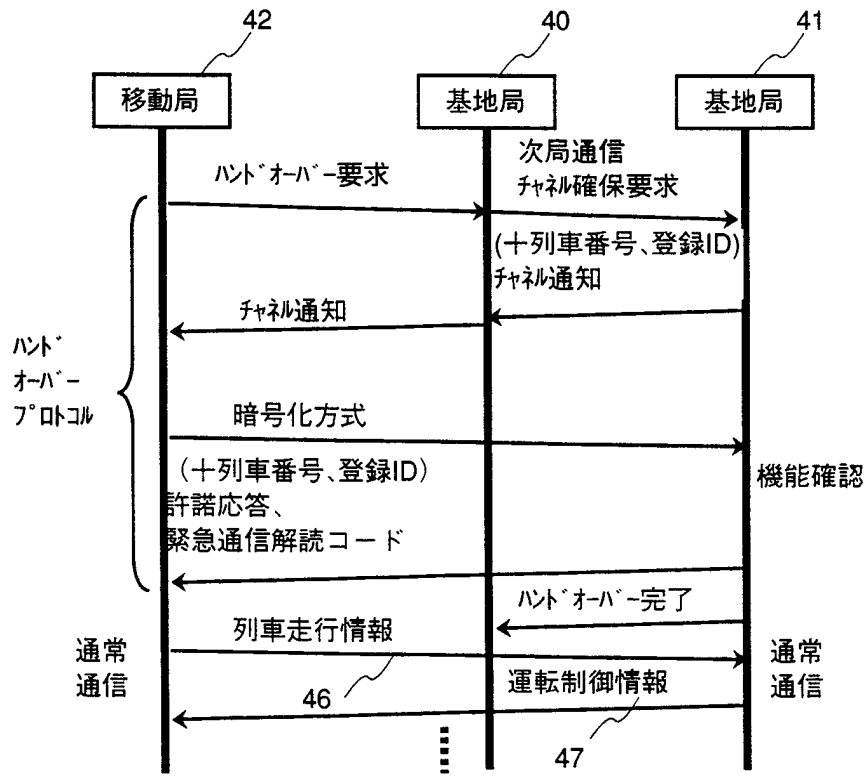 42
40
41
移動局
基地局
基地局
ハンドオーバー要求
次局通信
チャネル確保要求
(十列車番号、登録ID)
チャネル通知
チャネル通知
ハンド
オーバー
プロトコル
暗号化方式
(十列車番号、登録ID)
許諾応答、
緊急通信解読コード
機能確認
ハンドオーバー完了
列車走行情報
通常
通信
通常
通信
46
運転制御情報
47